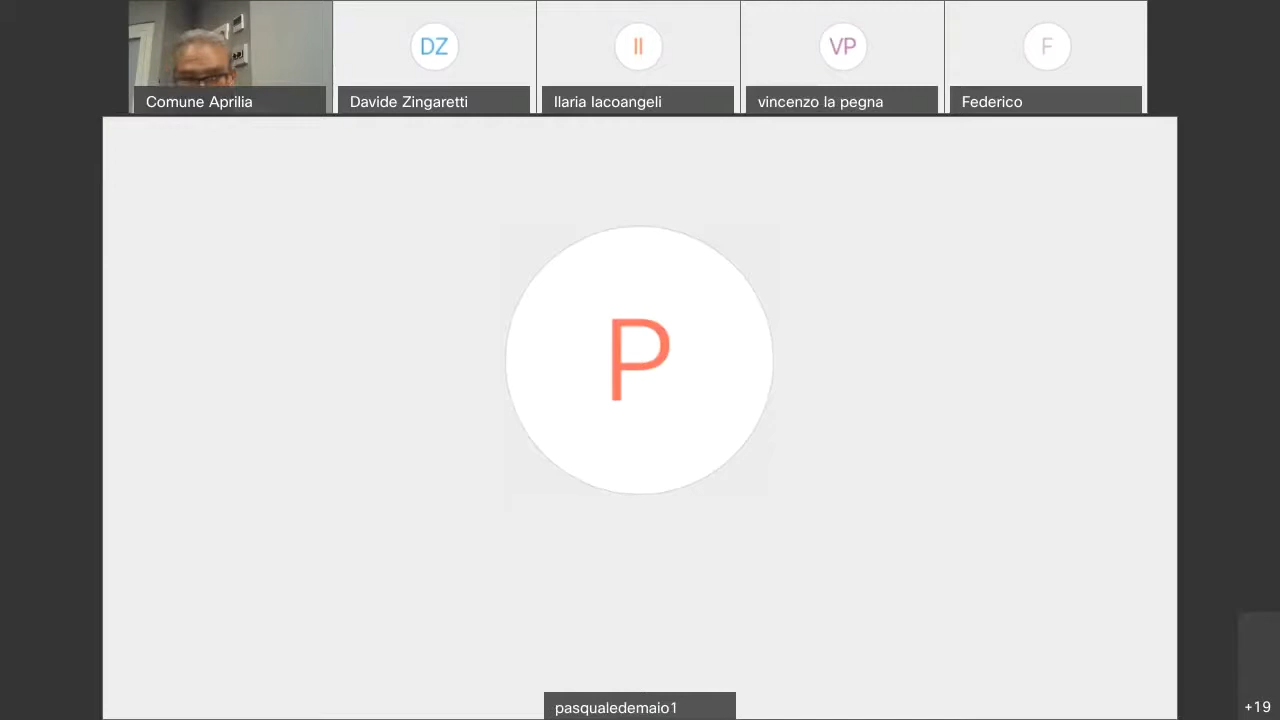 DZ
II
VP
F
Comune Aprilia
Davide Zingaretti
Ilaria Iacoangeli
vincenzo la pegna
Federico
P
pasqualedemaio1
+19